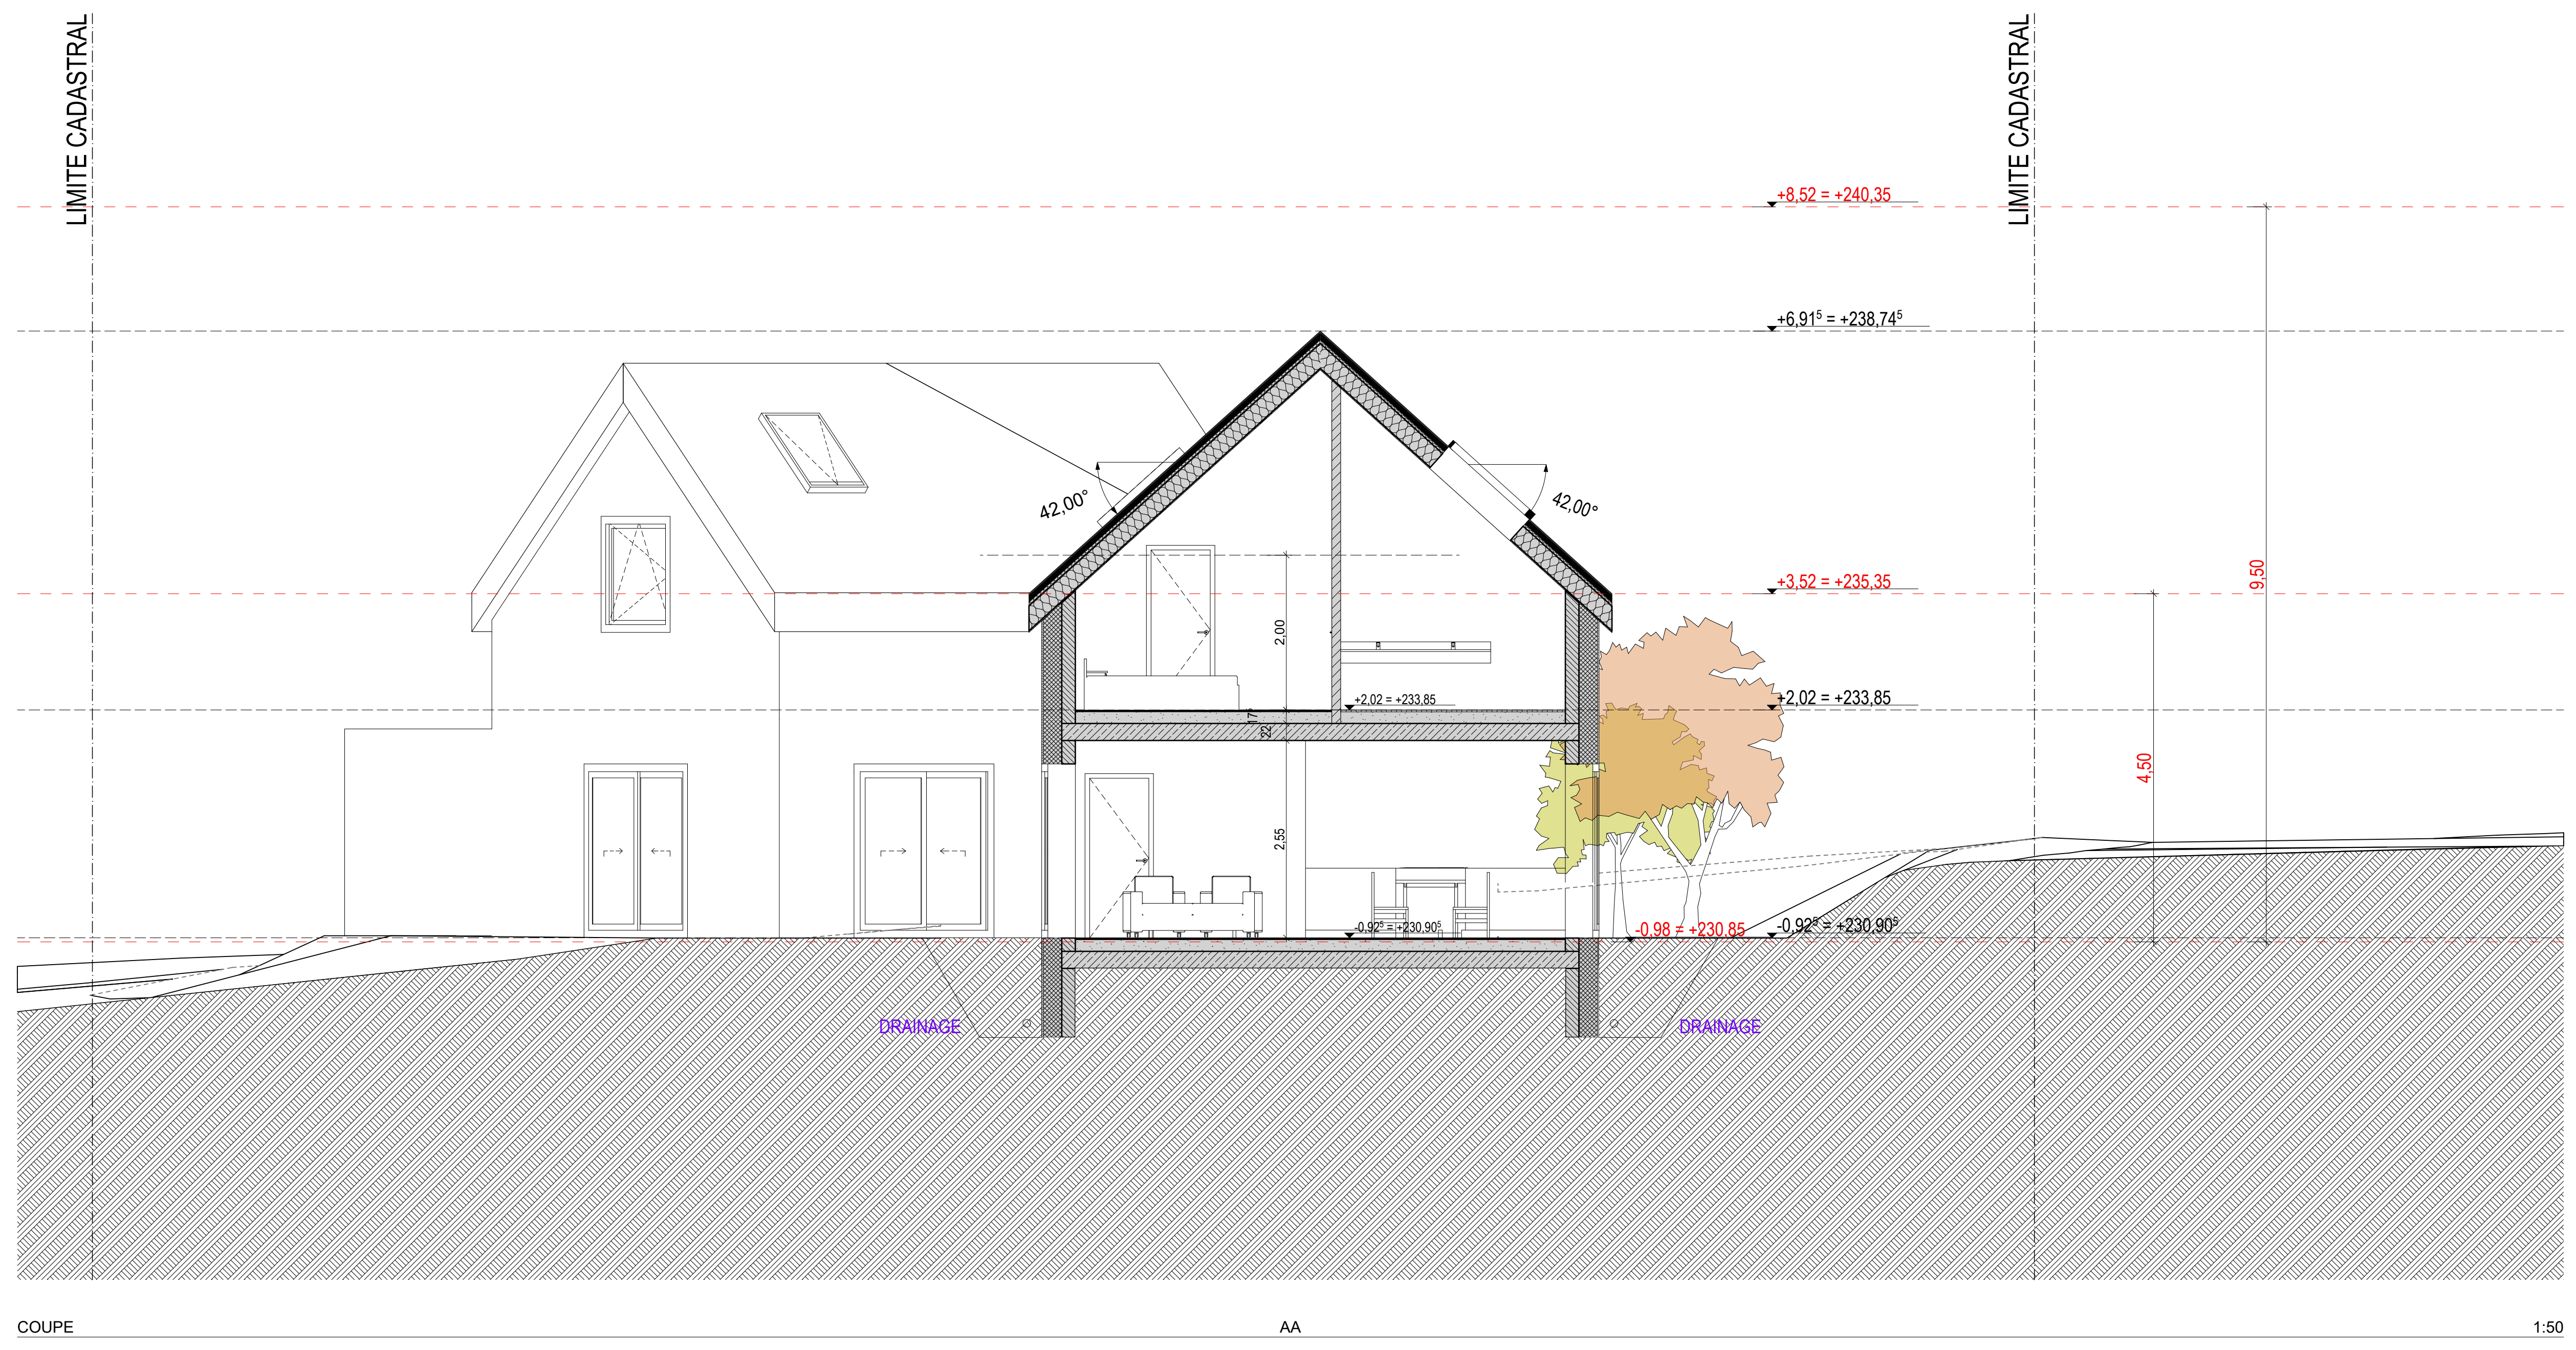 LIMITE CADASTRAL
LIMITE CADASTRAL
+8,52 = +240,35
+6,91⁵ = +238,74⁵
42,00°
42,00°
+3,52 = +235,35
9,50
2,00
+2,02 = +233,85
+2,02 = +233,85
17⁵
22
4,50
2,55
-0,92⁵ = +230,90⁵
-0,98 = +230,85
-0,92⁵ = +230,90⁵
DRAINAGE
DRAINAGE
COUPE
AA
1:50